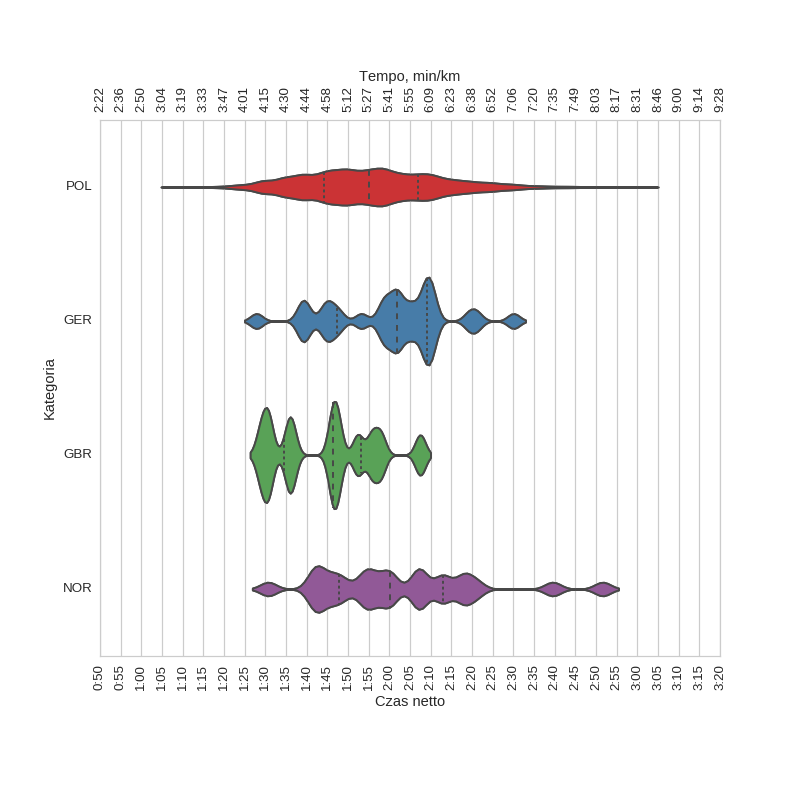 Tempo, min/km
2:22 2:36 2:50 3:04 3:19 3:33 3:47 4:01 4:15 4:30 4:44 4:58 5:12 5:27 5:41 5:55 6:09 6:23 6:38 6:52 7:06 7:20 7:35 7:49 8:03 8:17 8:31 8:46 9:00 9:14 9:28
Kategoria
POL
GER
GBR
NOR
0:50 0:55 1:00 1:05 1:10 1:15 1:20 1:25 1:30 1:35 1:40 1:45 1:50 1:55 2:00 2:05 2:10 2:15 2:20 2:25 2:30 2:35 2:40 2:45 2:50 2:55 3:00 3:05 3:10 3:15 3:20
Czas netto